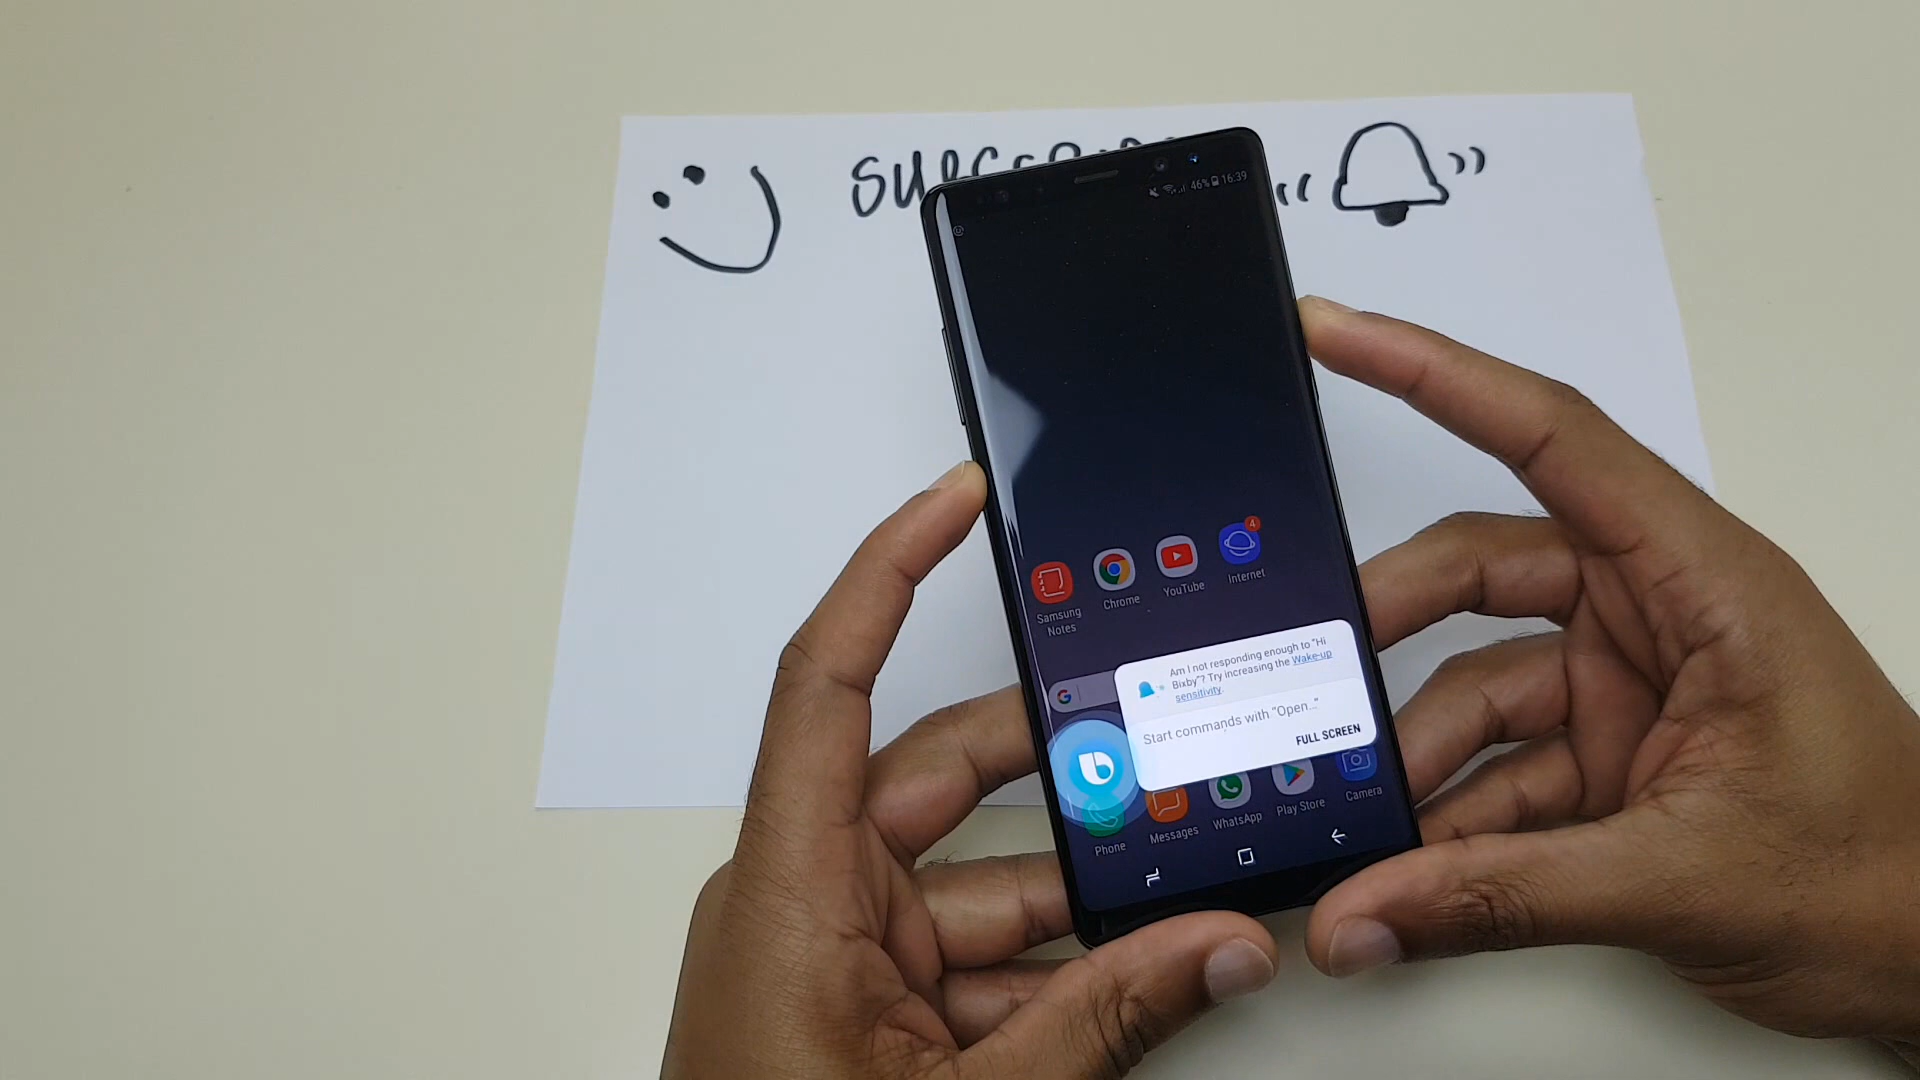 46% 16:39
4
Samsung
Notes
Chrome
YouTube
Internet
Am I not responding enough to "Hi
Bixby"? Try increasing the Wake-up
sensitivity.
Start commands with "Open..."
FULL SCREEN
Phone
Messages
WhatsApp
Play Store
Camera